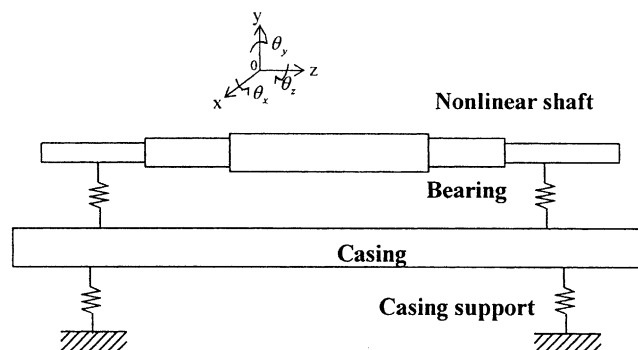 y
θy
0
z
θz
x
θx
Nonlinear shaft
Bearing
Casing
Casing support